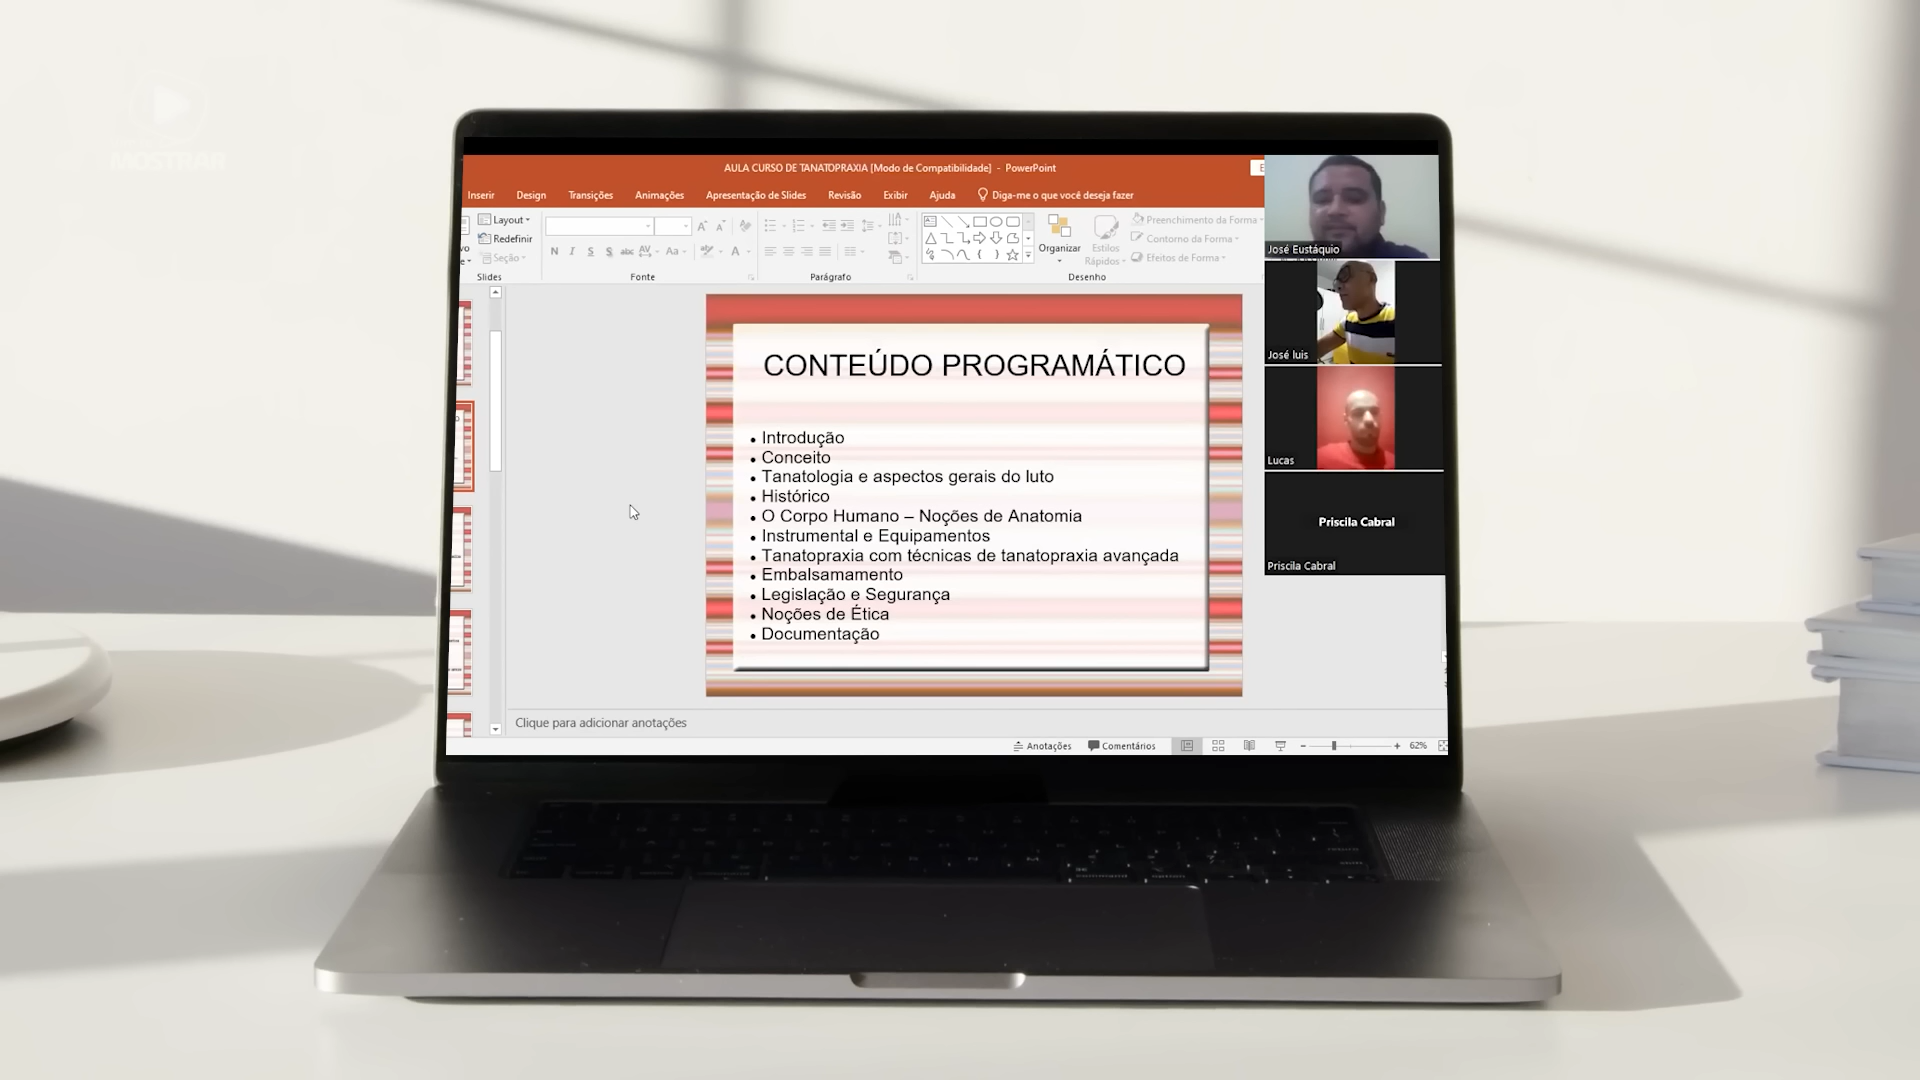 MOSTRAR
AULA CURSO DE TANATOPRAXIA [Modo de Compatibilidade] - PowerPoint
Inserir Design Transições Animações Apresentação de Slides Revisão Exibir Ajuda Diga-me o que você deseja fazer
Layout
Redefinir
Seção
Slides
N I S S abc AV Aa A
Fonte
Parágrafo
Organizar
Estilos
Rápidos
Preenchimento da Forma
Contorno da Forma
Efeitos de Forma
Desenho
José Eustáquio
José luis
Lucas
Priscila Cabral
Priscila Cabral
CONTEÚDO PROGRAMÁTICO
• Introdução
• Conceito
• Tanatologia e aspectos gerais do luto
• Histórico
• O Corpo Humano – Noções de Anatomia
• Instrumental e Equipamentos
• Tanatopraxia com técnicas de tanatopraxia avançada
• Embalsamamento
• Legislação e Segurança
• Noções de Ética
• Documentação
Clique para adicionar anotações
Anotações Comentários 62%